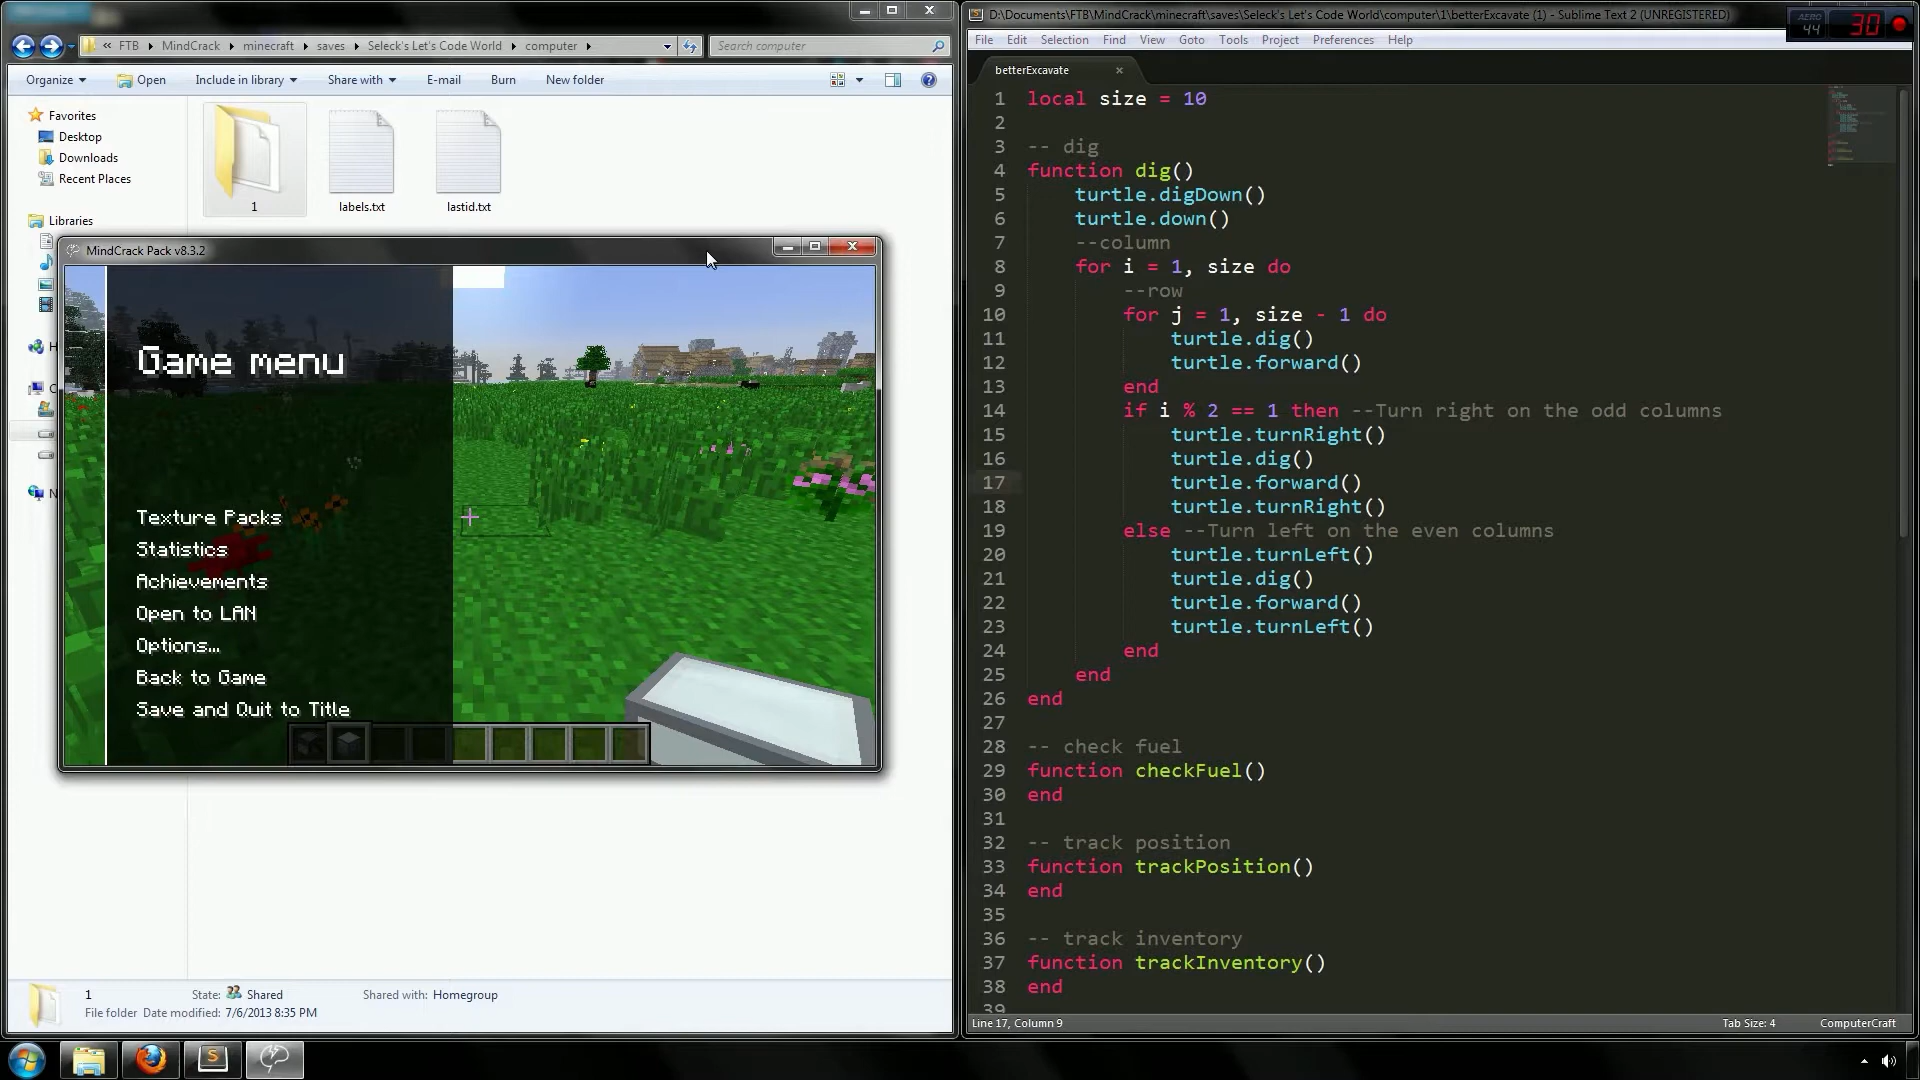 « FTB MindCrack minecraft saves Seleck's Let's Code World computer
Search computer
Organize Open Include in library Share with E-mail Burn New folder
Favorites
Desktop
Downloads
Recent Places
Libraries
1
labels.txt
lastid.txt
MindCrack Pack v8.3.2
Game menu
Texture Packs
Statistics
Achievements
Open to LAN
Options...
Back to Game
Save and Quit to Title
1 State: Shared Shared with: Homegroup
File folder Date modified: 7/6/2013 8:35 PM
D:\Documents\FTB\MindCrack\minecraft\saves\Seleck's Let's Code World\computer\1\betterExcavate (1) - Sublime Text 2 (UNREGISTERED)
AERO
44
30
File Edit Selection Find View Goto Tools Project Preferences Help
betterExcavate
1 local size = 10
2
3 -- dig
4 function dig()
5 turtle.digDown()
6 turtle.down()
7 --column
8 for i = 1, size do
9 --row
10 for j = 1, size - 1 do
11 turtle.dig()
12 turtle.forward()
13 end
14 if i % 2 == 1 then --Turn right on the odd columns
15 turtle.turnRight()
16 turtle.dig()
17 turtle.forward()
18 turtle.turnRight()
19 else --Turn left on the even columns
20 turtle.turnLeft()
21 turtle.dig()
22 turtle.forward()
23 turtle.turnLeft()
24 end
25 end
26 end
27
28 -- check fuel
29 function checkFuel()
30 end
31
32 -- track position
33 function trackPosition()
34 end
35
36 -- track inventory
37 function trackInventory()
38 end
39
Line 17, Column 9
Tab Size: 4
ComputerCraft